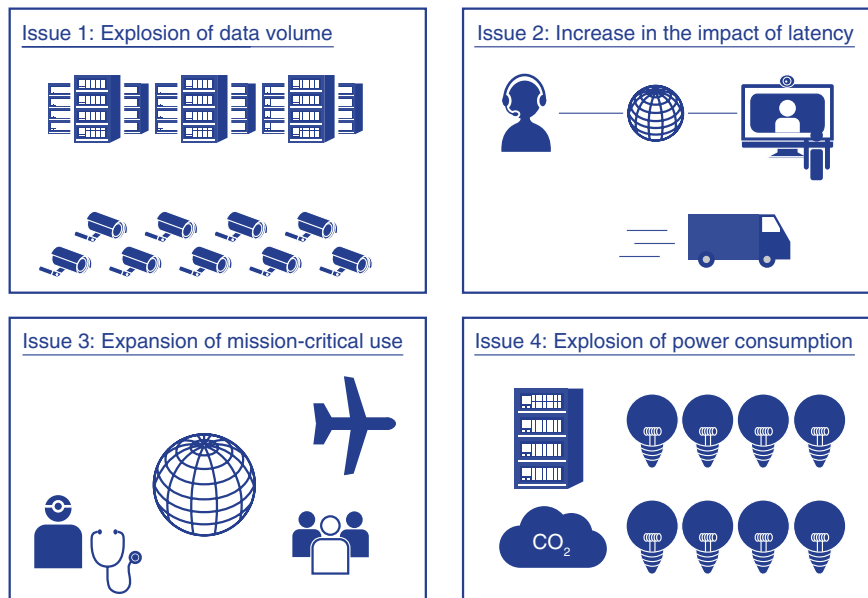 Issue 1: Explosion of data volume
Issue 2: Increase in the impact of latency
Issue 3: Expansion of mission-critical use
Issue 4: Explosion of power consumption
CO₂